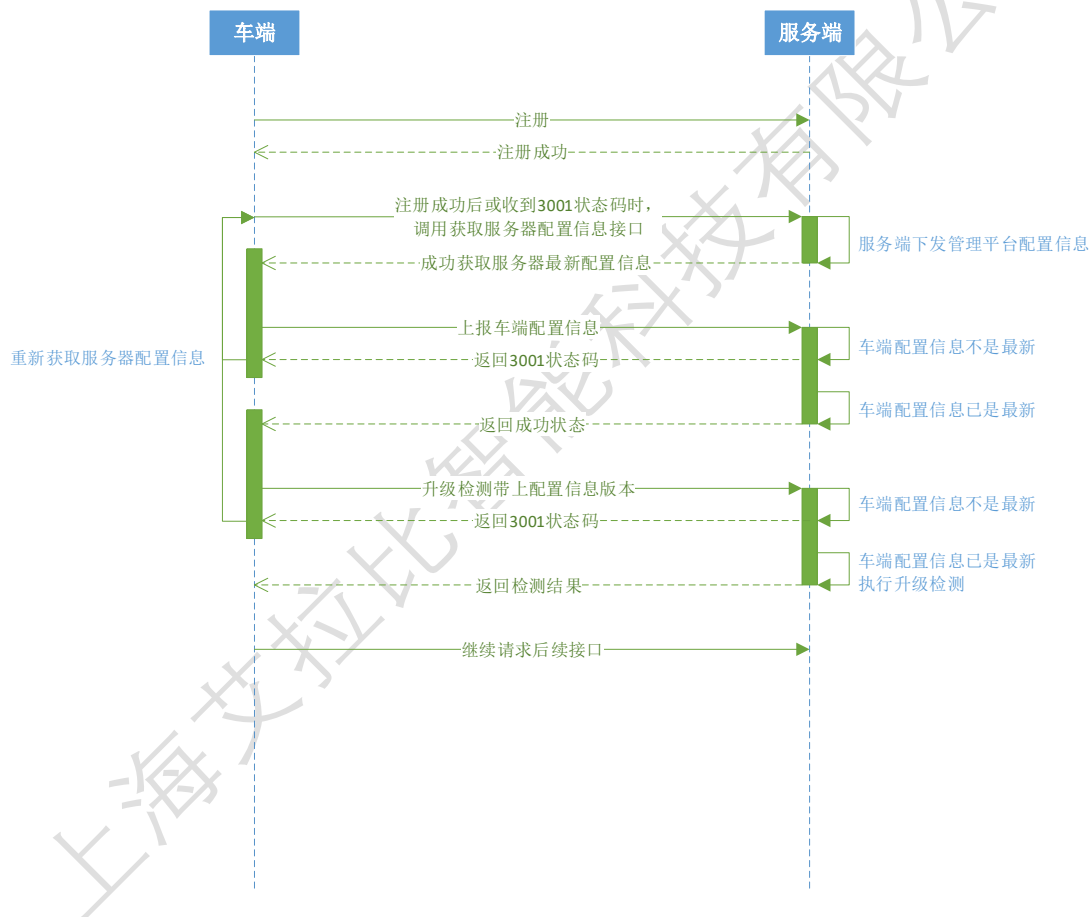 车端
服务端
注册
注册成功
注册成功后或收到3001状态码时，
调用获取服务器配置信息接口
服务端下发管理平台配置信息
成功获取服务器最新配置信息
上报车端配置信息
车端配置信息不是最新
重新获取服务器配置信息
返回3001状态码
车端配置信息已是最新
返回成功状态
升级检测带上配置信息版本
车端配置信息不是最新
返回3001状态码
车端配置信息已是最新
执行升级检测
返回检测结果
继续请求后续接口
上海艾拉比智能科技有限公